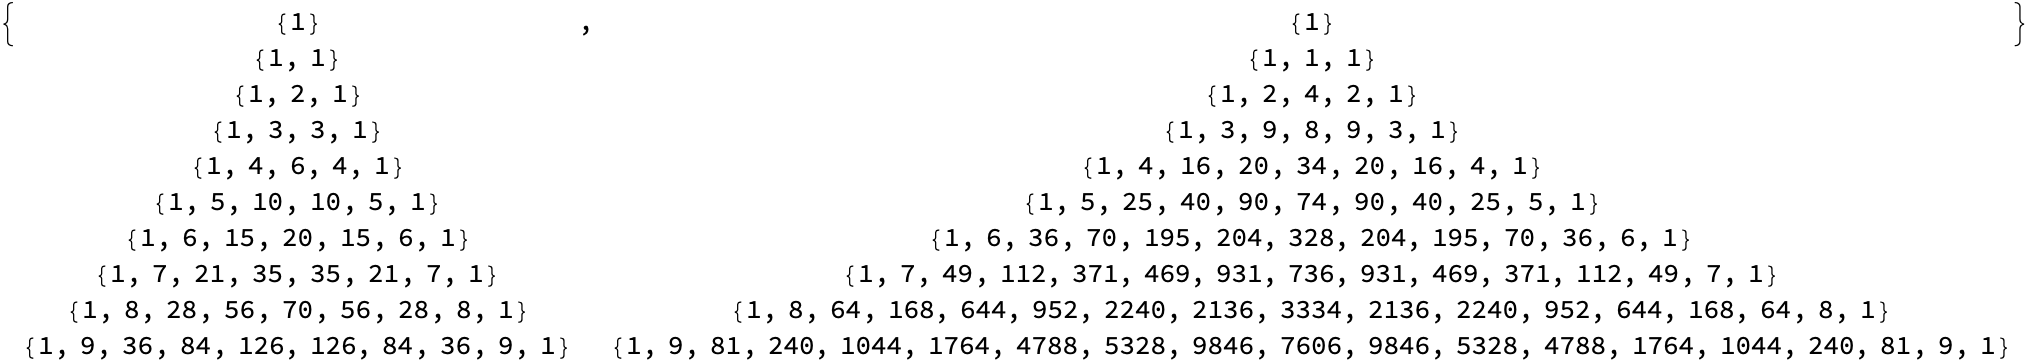 { {1} , {1} }
{1, 1} {1, 1, 1}
{1, 2, 1} {1, 2, 4, 2, 1}
{1, 3, 3, 1} {1, 3, 9, 8, 9, 3, 1}
{1, 4, 6, 4, 1} {1, 4, 16, 20, 34, 20, 16, 4, 1}
{1, 5, 10, 10, 5, 1} {1, 5, 25, 40, 90, 74, 90, 40, 25, 5, 1}
{1, 6, 15, 20, 15, 6, 1} {1, 6, 36, 70, 195, 204, 328, 204, 195, 70, 36, 6, 1}
{1, 7, 21, 35, 35, 21, 7, 1} {1, 7, 49, 112, 371, 469, 931, 736, 931, 469, 371, 112, 49, 7, 1}
{1, 8, 28, 56, 70, 56, 28, 8, 1} {1, 8, 64, 168, 644, 952, 2240, 2136, 3334, 2136, 2240, 952, 644, 168, 64, 8, 1}
{1, 9, 36, 84, 126, 126, 84, 36, 9, 1} {1, 9, 81, 240, 1044, 1764, 4788, 5328, 9846, 7606, 9846, 5328, 4788, 1764, 1044, 240, 81, 9, 1}